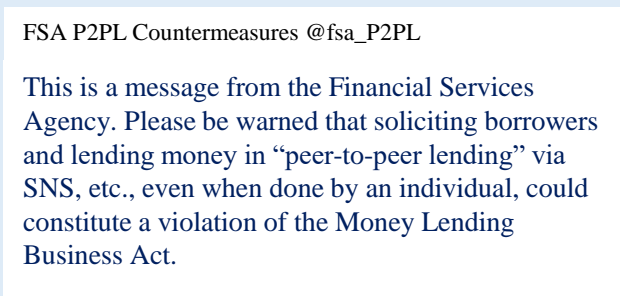 FSA P2PL Countermeasures @fsa_P2PL
This is a message from the Financial Services
Agency. Please be warned that soliciting borrowers
and lending money in “peer-to-peer lending” via
SNS, etc., even when done by an individual, could
constitute a violation of the Money Lending
Business Act.